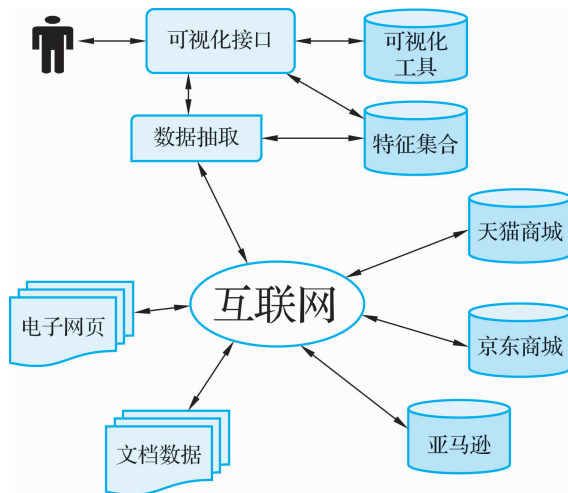 可视化接口
可视化
工具
数据抽取
特征集合
天猫商城
互联网
电子网页
京东商城
亚马逊
文档数据